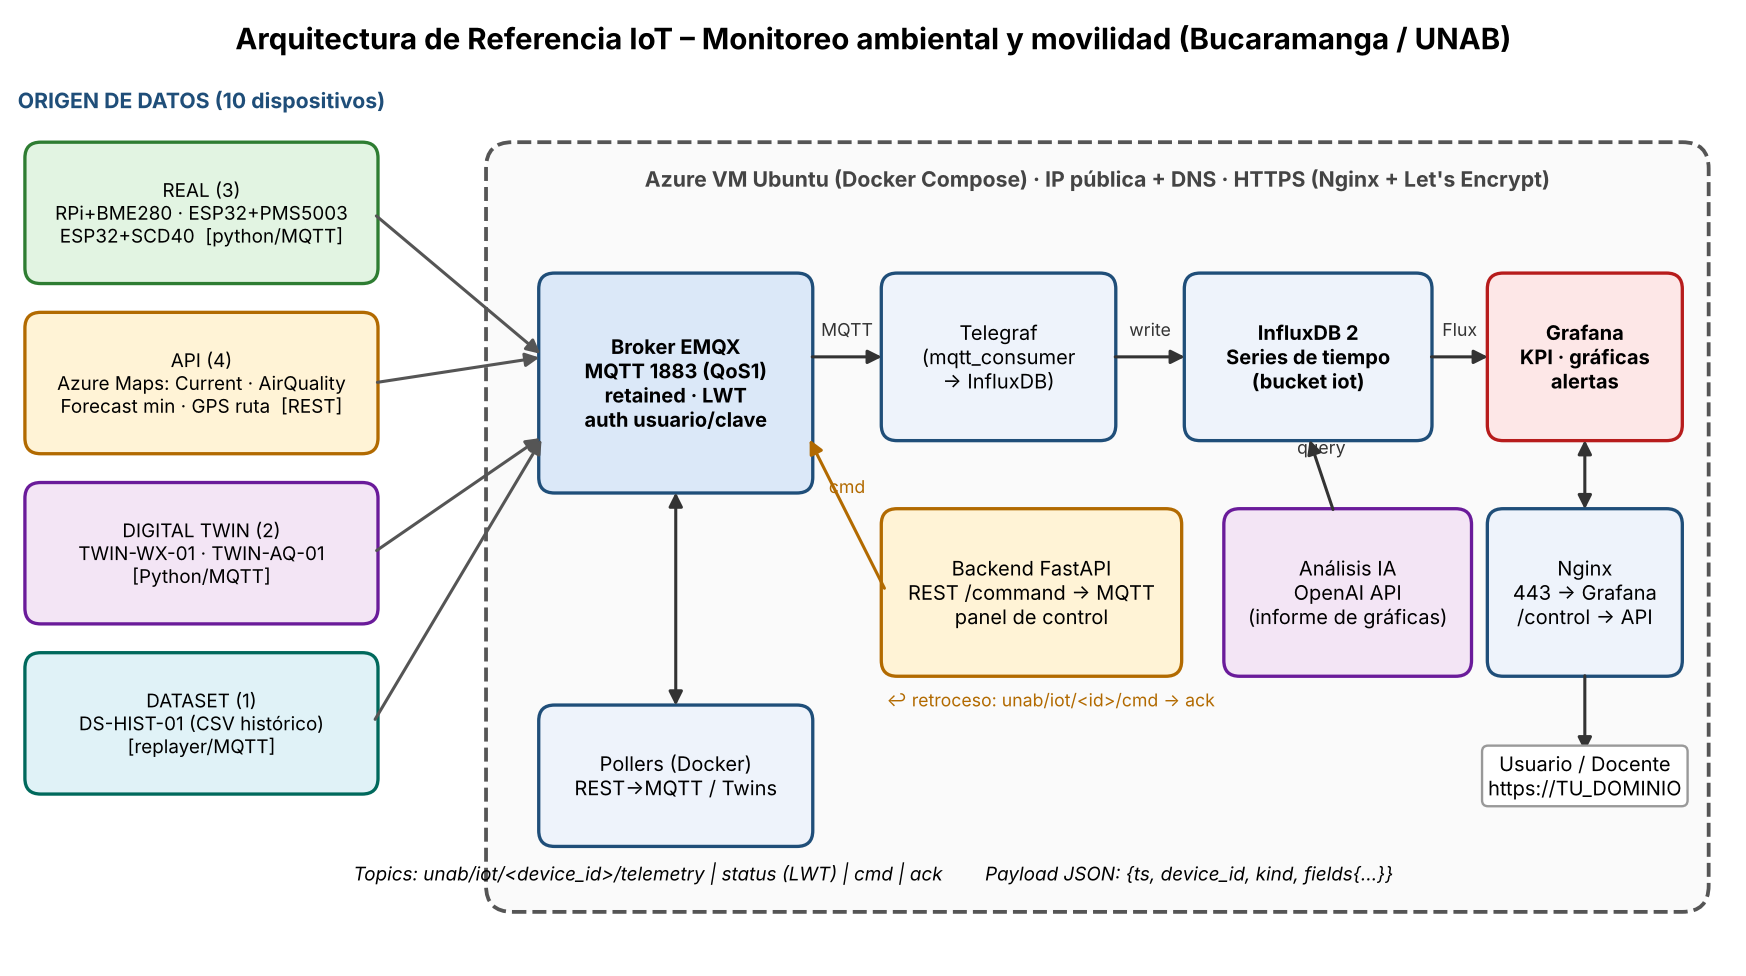 Arquitectura de Referencia IoT – Monitoreo ambiental y movilidad (Bucaramanga / UNAB)
ORIGEN DE DATOS (10 dispositivos)
REAL (3)
RPi+BME280 · ESP32+PMS5003
ESP32+SCD40 [python/MQTT]
API (4)
Azure Maps: Current · AirQuality
Forecast min · GPS ruta [REST]
DIGITAL TWIN (2)
TWIN-WX-01 · TWIN-AQ-01
[Python/MQTT]
DATASET (1)
DS-HIST-01 (CSV histórico)
[replayer/MQTT]
Azure VM Ubuntu (Docker Compose) · IP pública + DNS · HTTPS (Nginx + Let's Encrypt)
Broker EMQX
MQTT 1883 (QoS1)
retained · LWT
auth usuario/clave
MQTT
Telegraf
(mqtt_consumer
→ InfluxDB)
write
InfluxDB 2
Series de tiempo
(bucket iot)
Flux
Grafana
KPI · gráficas
alertas
query
cmd
Backend FastAPI
REST /command → MQTT
panel de control
Análisis IA
OpenAI API
(informe de gráficas)
Nginx
443 → Grafana
/control → API
↩ retroceso: unab/iot/<id>/cmd → ack
Pollers (Docker)
REST→MQTT / Twins
Usuario / Docente
https://TU_DOMINIO
Topics: unab/iot/<device_id>/telemetry | status (LWT) | cmd | ack Payload JSON: {ts, device_id, kind, fields{...}}